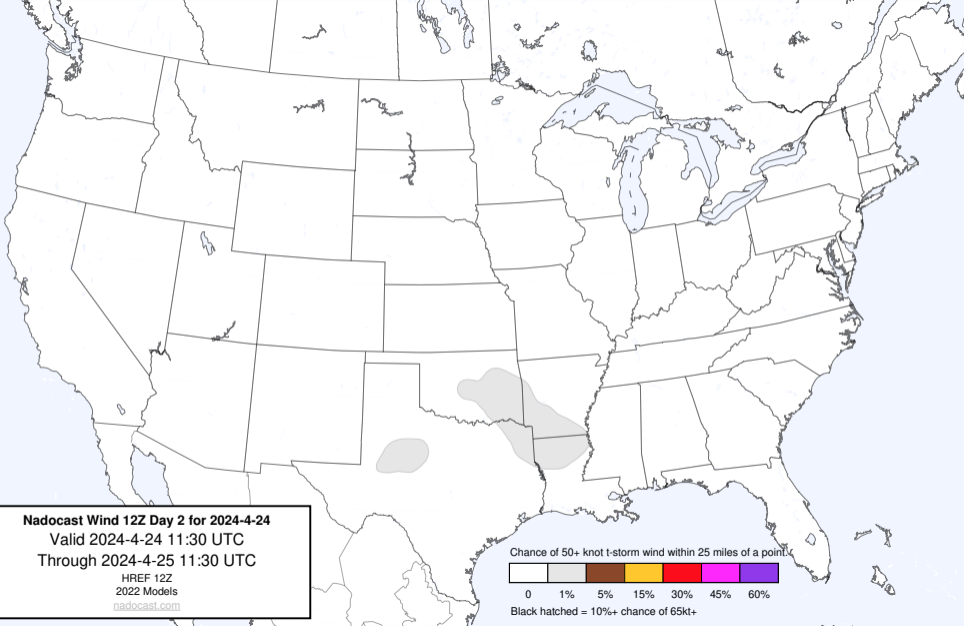 Nadocast Wind 12Z Day 2 for 2024-4-24
Valid 2024-4-24 11:30 UTC
Through 2024-4-25 11:30 UTC
HREF 12Z
2022 Models
nadocast.com
Chance of 50+ knot t-storm wind within 25 miles of a point.
0 1% 5% 15% 30% 45% 60%
Black hatched = 10%+ chance of 65kt+